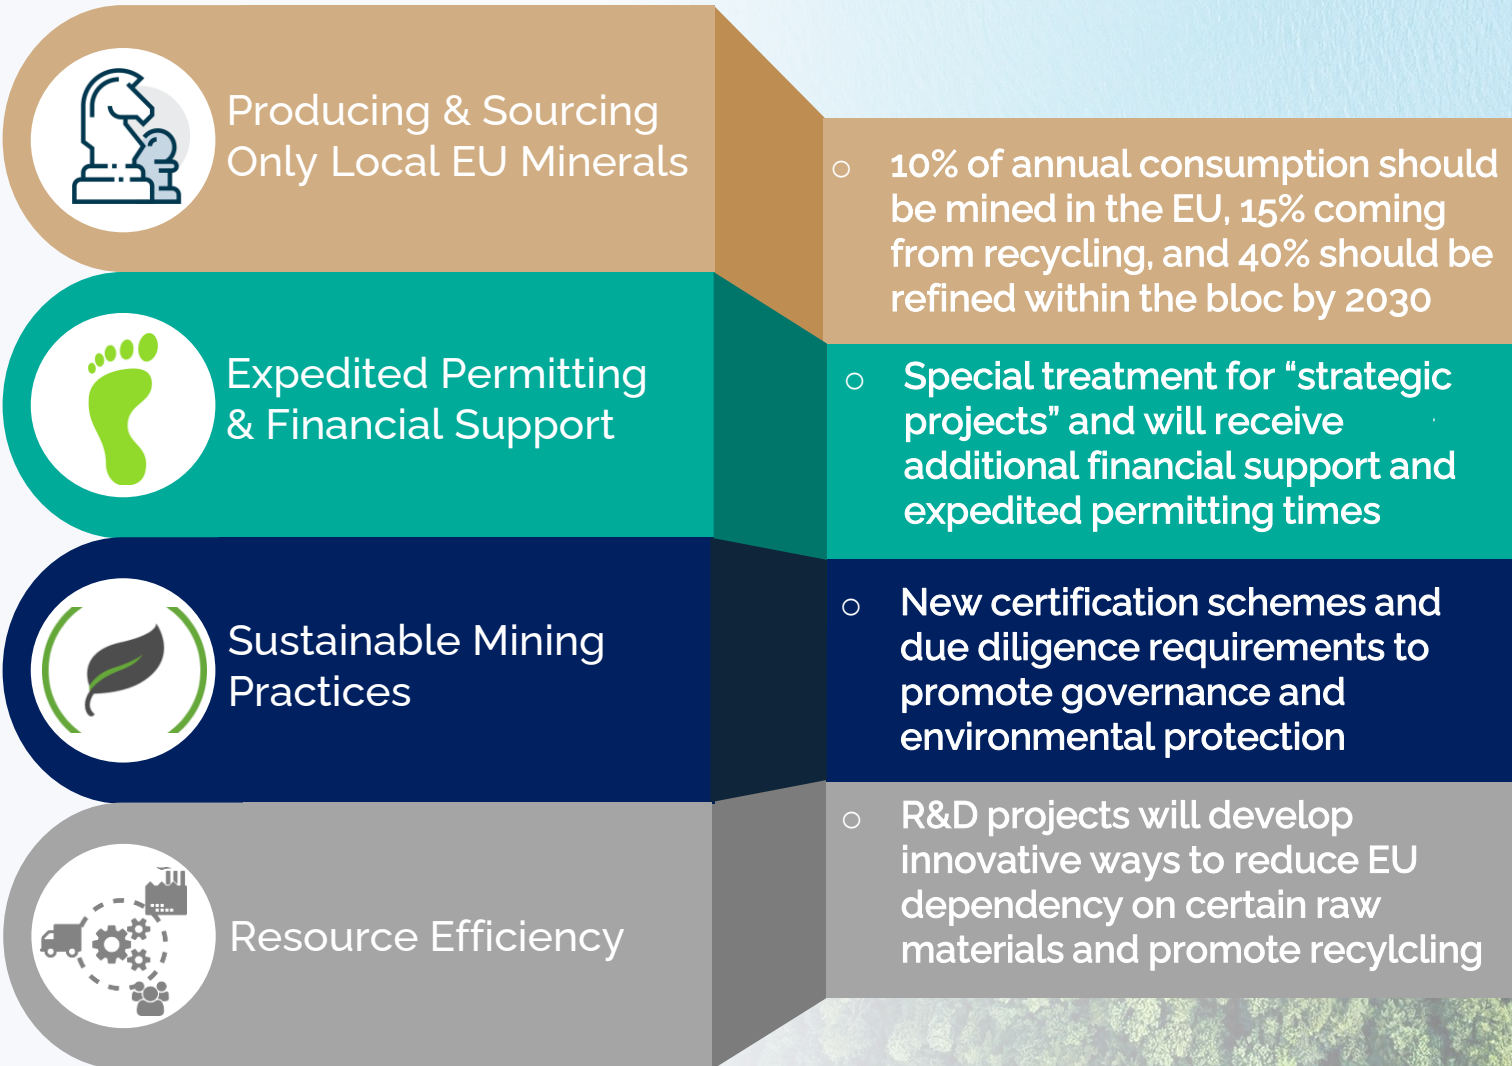 Producing & Sourcing
Only Local EU Minerals
10% of annual consumption should
be mined in the EU, 15% coming
from recycling, and 40% should be
refined within the bloc by 2030
Expedited Permitting
& Financial Support
Special treatment for “strategic
projects” and will receive
additional financial support and
expedited permitting times
Sustainable Mining
Practices
New certification schemes and
due diligence requirements to
promote governance and
environmental protection
Resource Efficiency
R&D projects will develop
innovative ways to reduce EU
dependency on certain raw
materials and promote recylcling